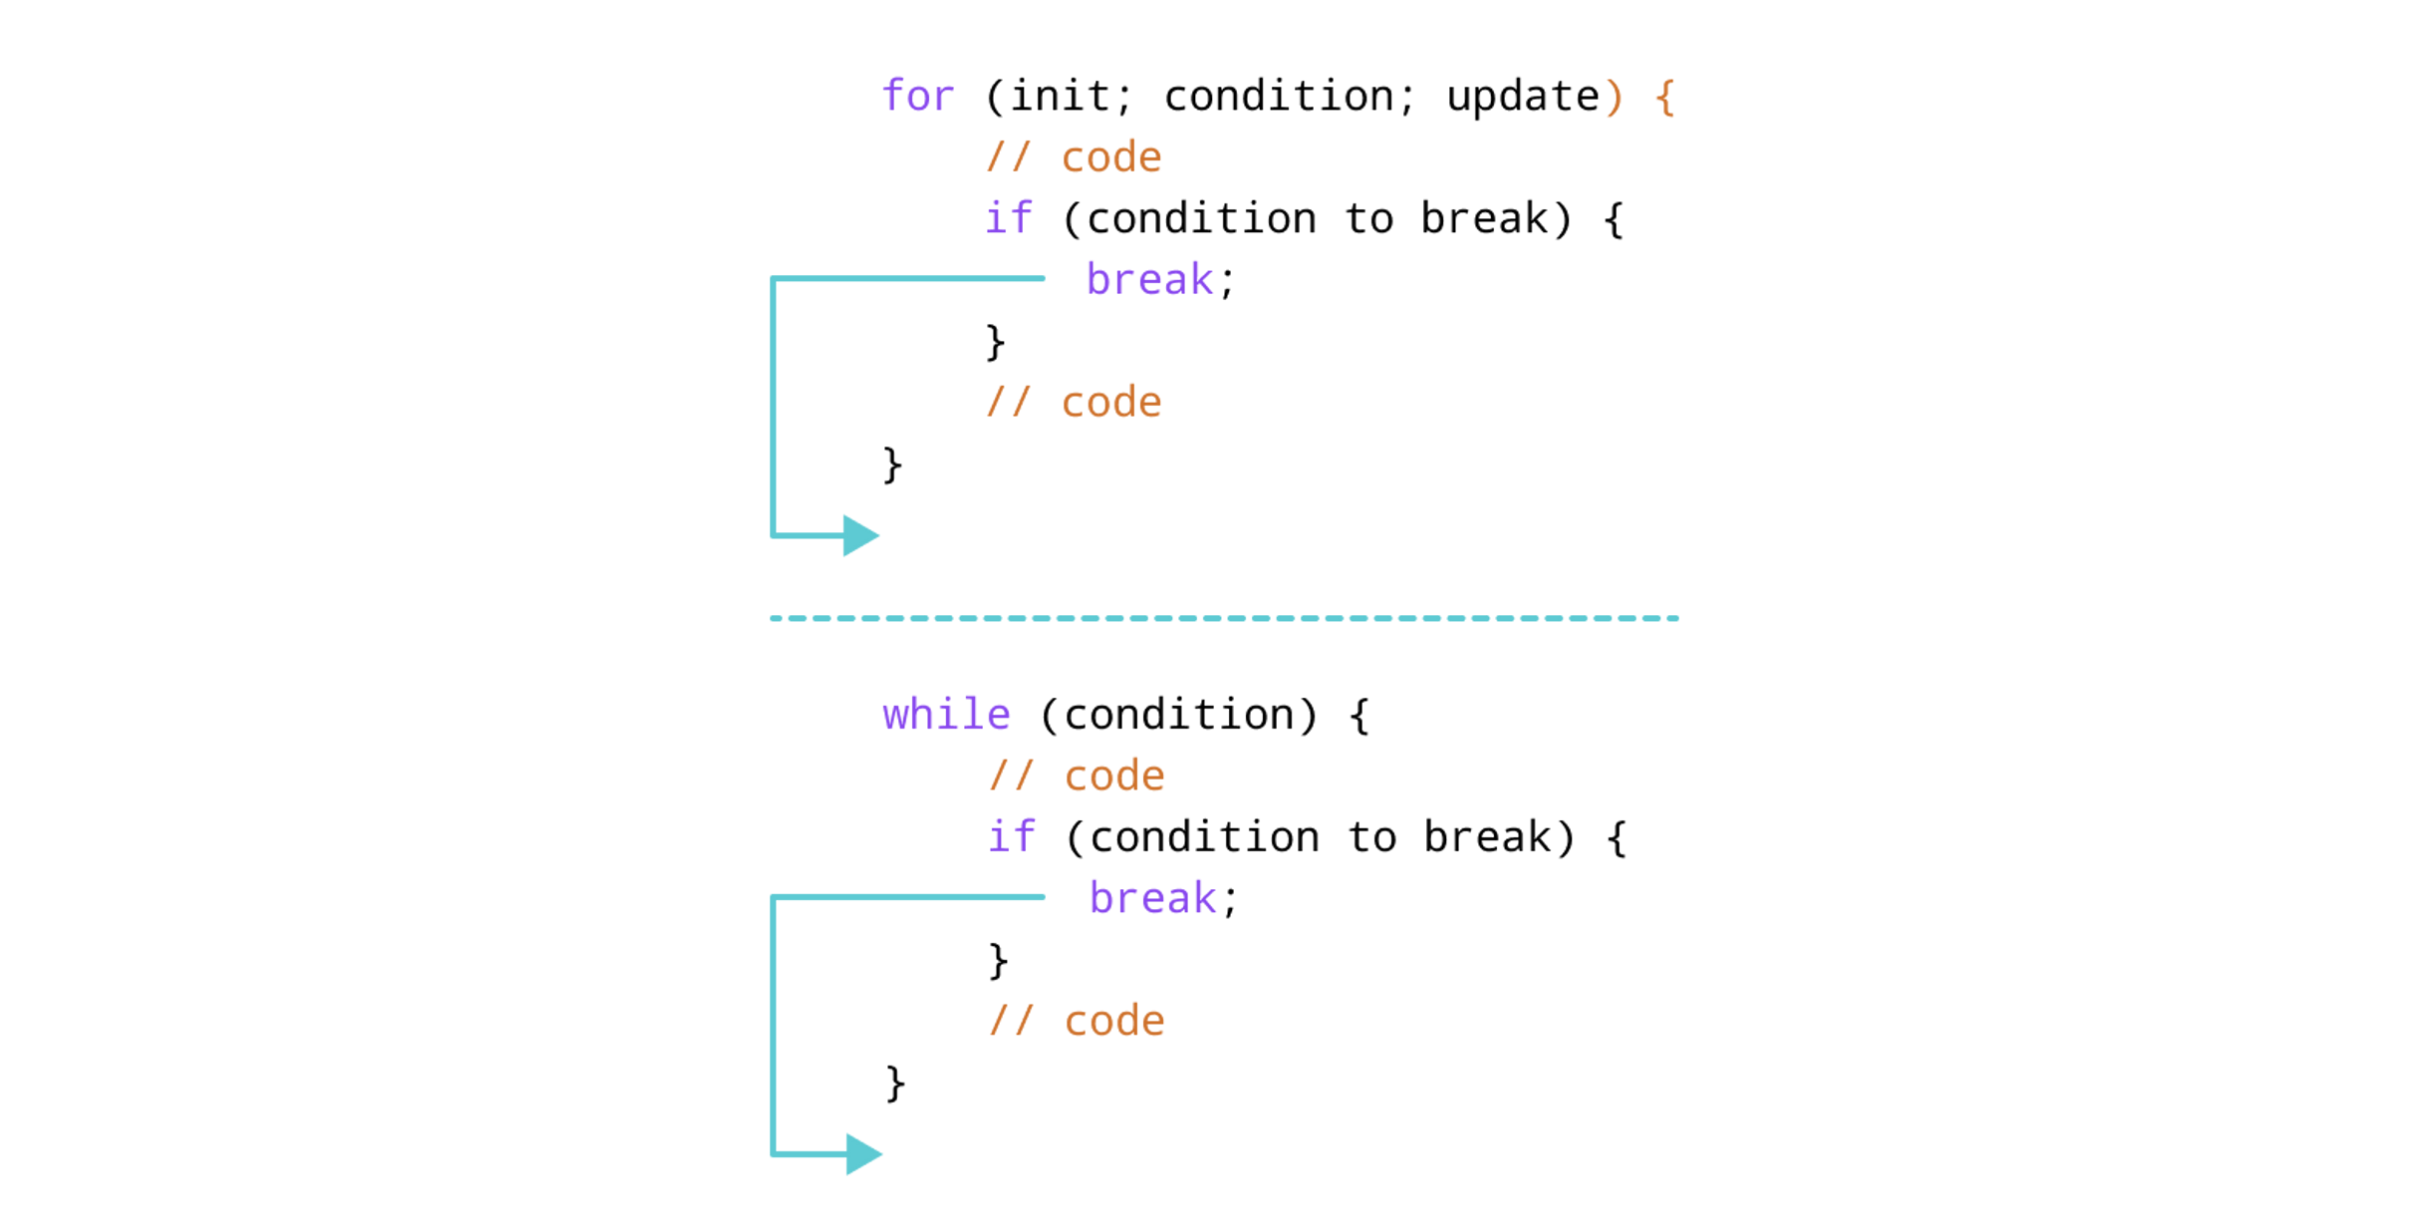 for (init; condition; update) {
// code
if (condition to break) {
break;
}
// code
}
while (condition) {
// code
if (condition to break) {
break;
}
// code
}